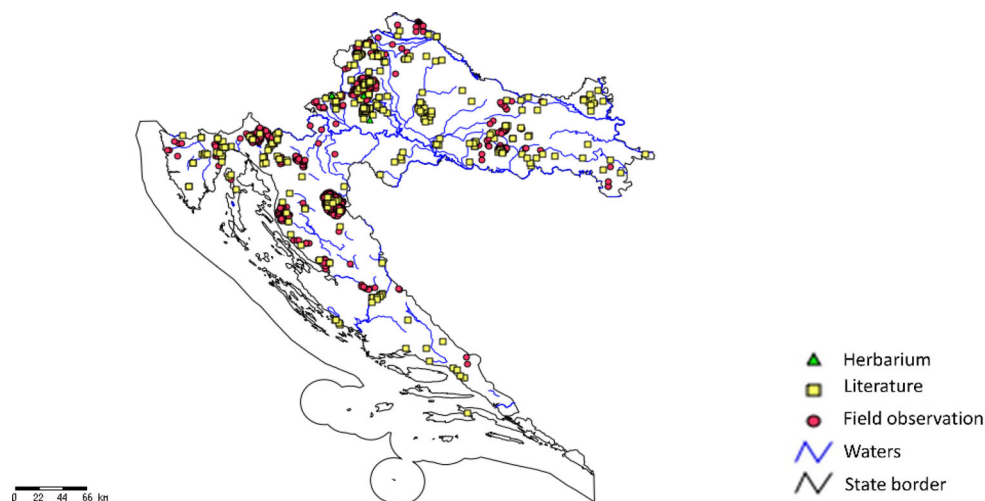 Herbarium
Literature
Field observation
Waters
State border
0 22 44 66 km